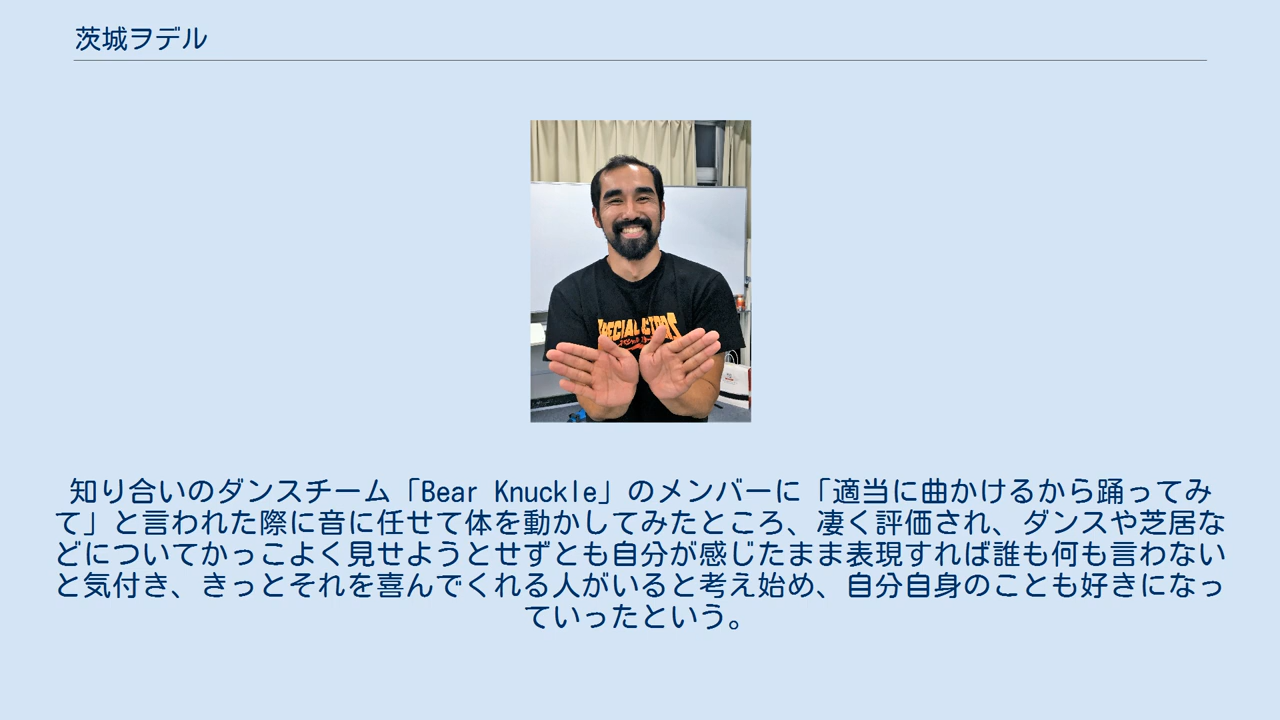 茨城ヲデル
SPECIAL ACTORS
知り合いのダンスチーム「Bear Knuckle」のメンバーに「適当に曲かけるから踊ってみ
て」と言われた際に音に任せて体を動かしてみたところ、凄く評価され、ダンスや芝居な
どについてかっこよく見せようとせずとも自分が感じたまま表現すれば誰も何も言わない
と気付き、きっとそれを喜んでくれる人がいると考え始め、自分自身のことも好きになっ
ていったという。